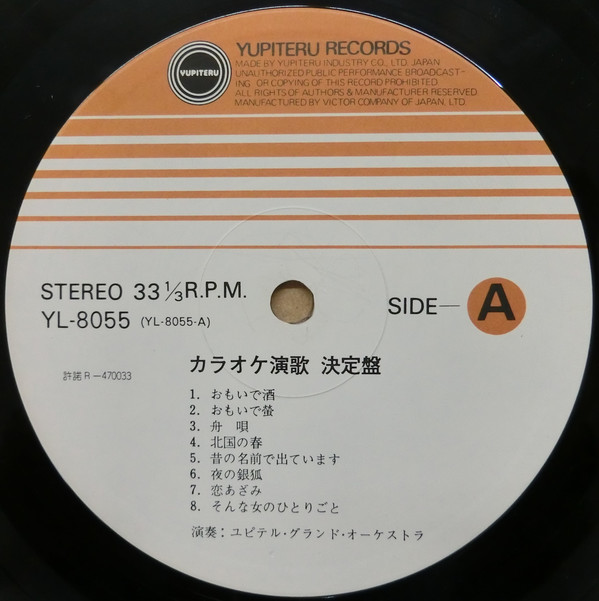 YUPITERU
YUPITERU RECORDS
MADE BY YUPITERU INDUSTRY CO., LTD. JAPAN
UNAUTHORIZED PUBLIC PERFORMANCE BROADCAST-
ING OR COPYING OF THIS RECORD PROHIBITED.
ALL RIGHTS OF AUTHORS & MANUFACTURER RESERVED.
MANUFACTURED BY VICTOR COMPANY OF JAPAN, LTD.
STEREO 33 1/3 R.P.M.
YL-8055 (YL-8055-A)
SIDE— A
許諾 R-470033
カラオケ演歌 決定盤
1. おもいで酒
2. おもいで螢
3. 舟 唄
4. 北国の春
5. 昔の名前で出ています
6. 夜の銀狐
7. 恋あざみ
8. そんな女のひとりごと
演奏:ユピテル・グランド・オーケストラ